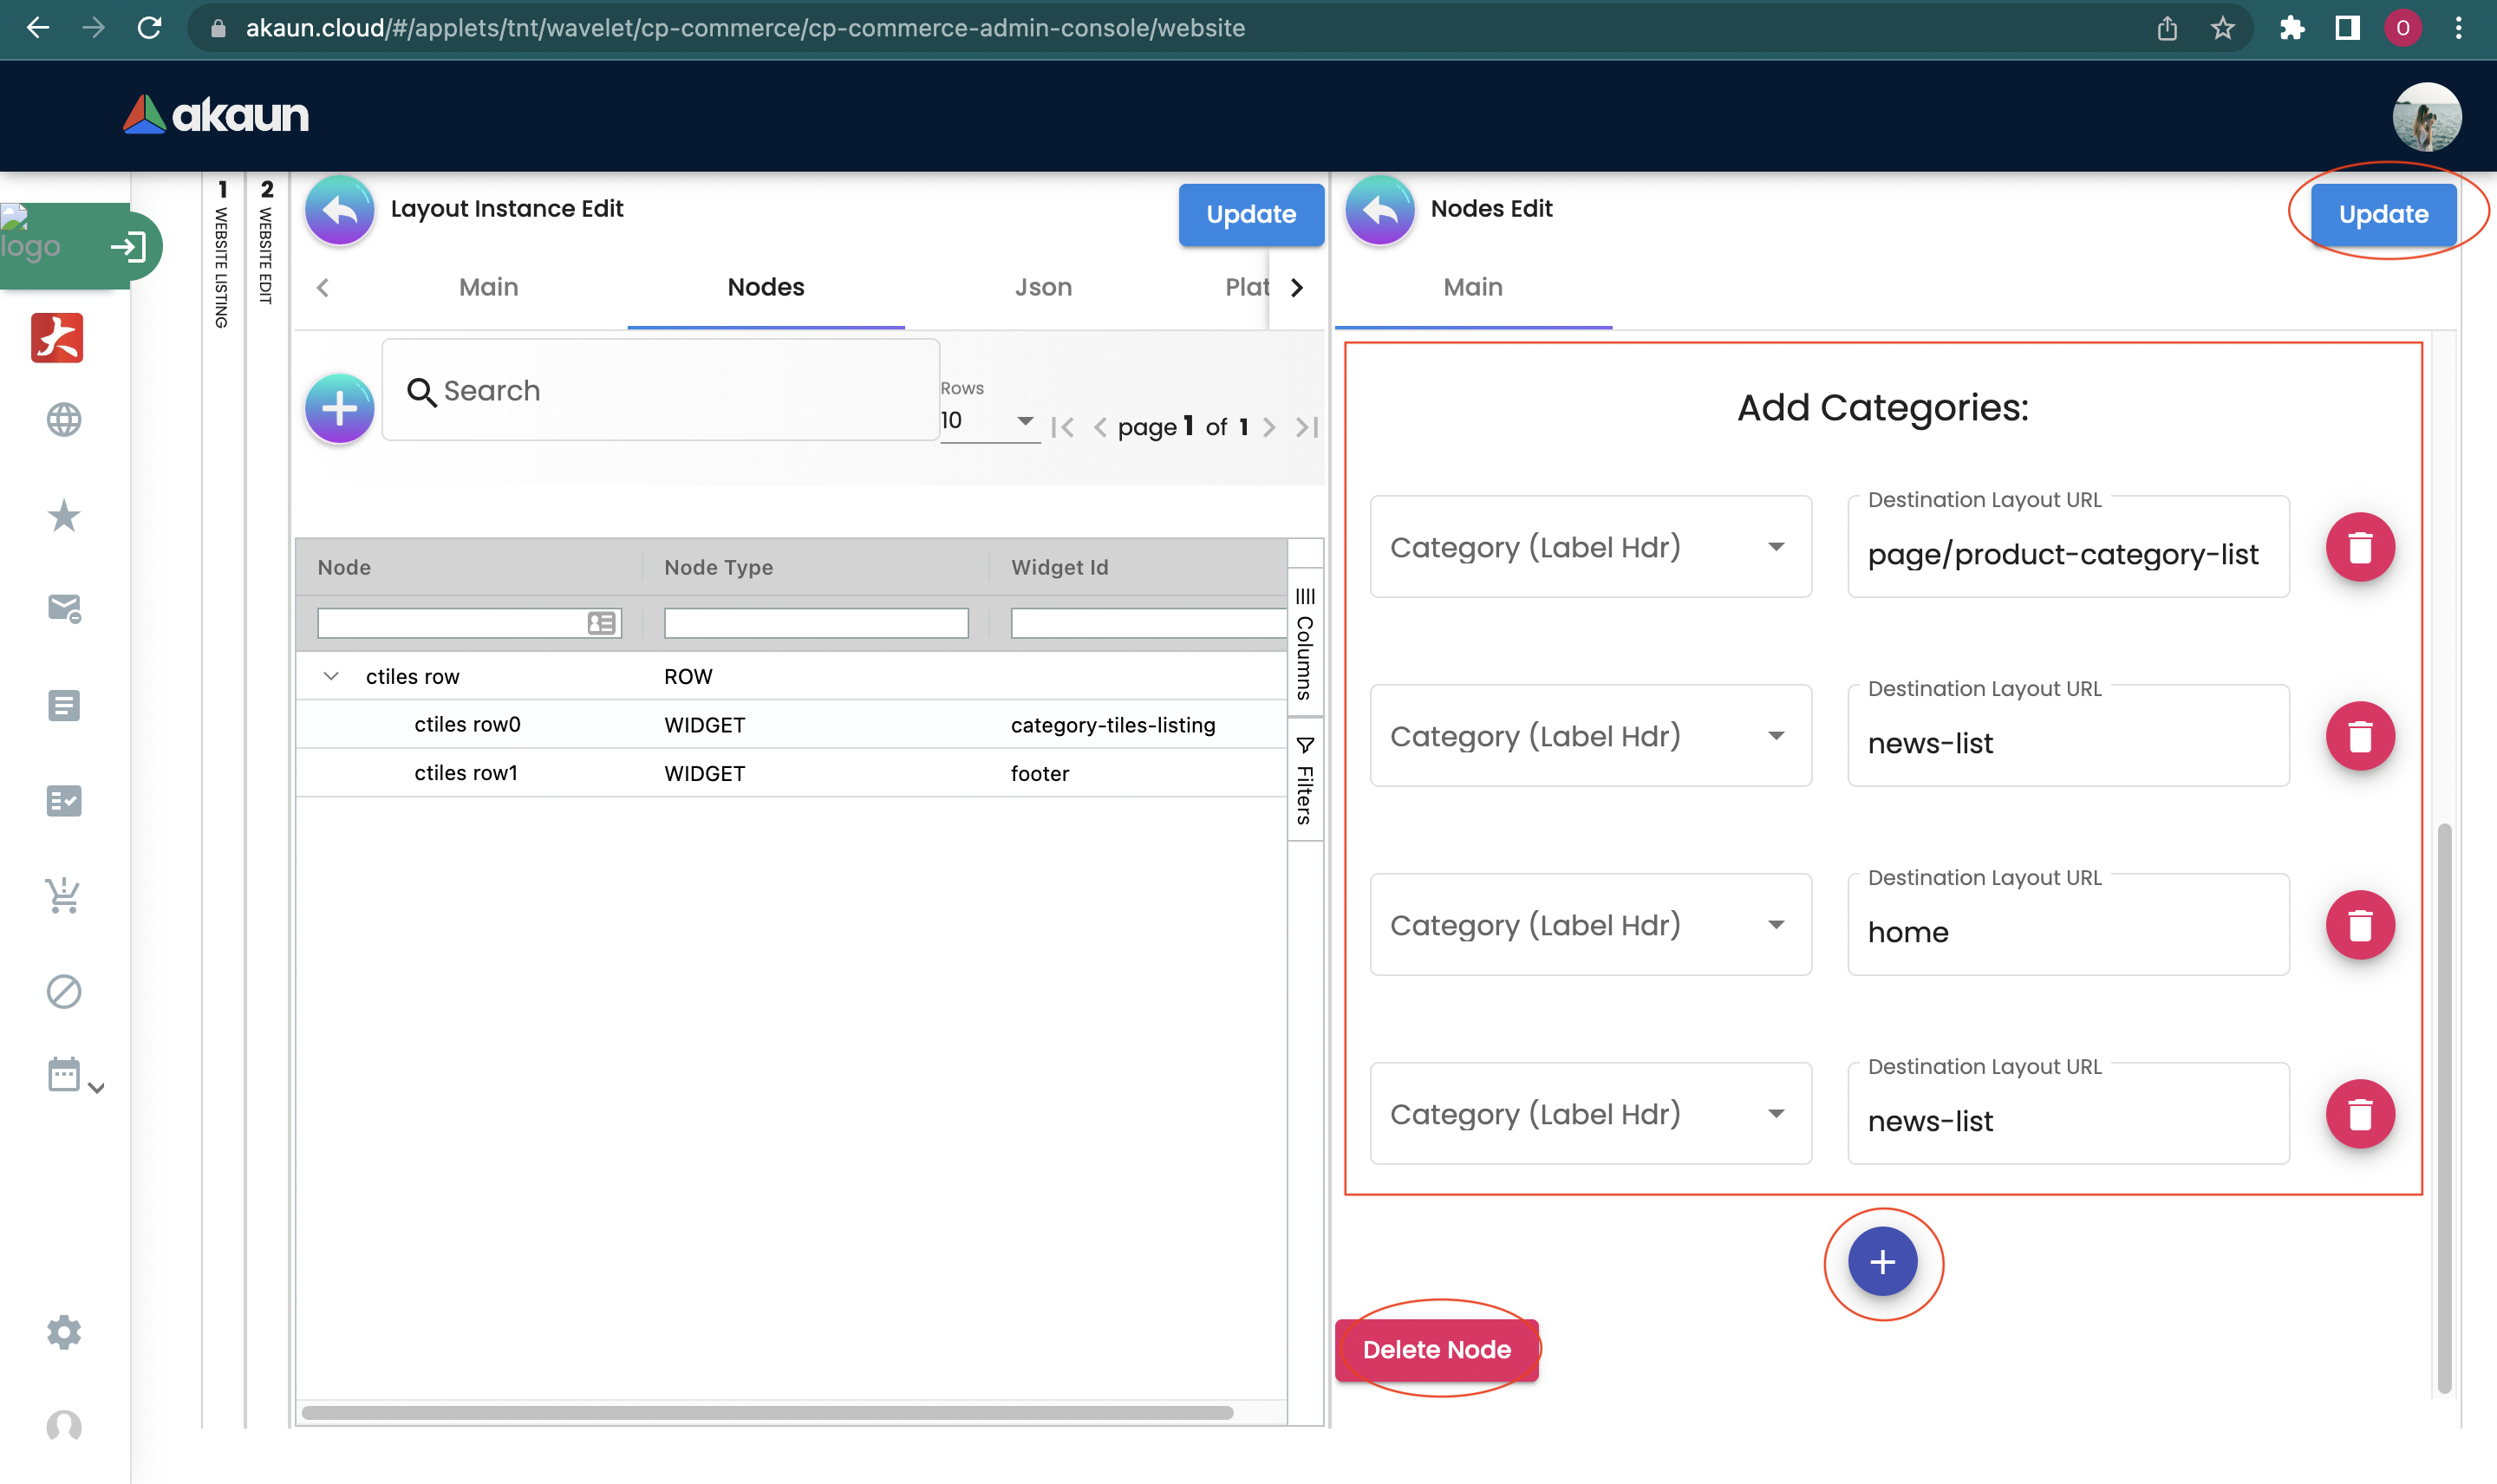 akaun.cloud/#/applets/tnt/wavelet/cp-commerce/cp-commerce-admin-console/website
O
akaun
logo
1 WEBSITE LISTING
2 WEBSITE EDIT
Layout Instance Edit
Update
Main
Nodes
Json
Plat
Search
Rows
10
page 1 of 1
Node
Node Type
Widget Id
ctiles row
ROW
ctiles row0
WIDGET
category-tiles-listing
ctiles row1
WIDGET
footer
Columns
Filters
Nodes Edit
Update
Main
Add Categories:
Category (Label Hdr)
Destination Layout URL
page/product-category-list
Category (Label Hdr)
Destination Layout URL
news-list
Category (Label Hdr)
Destination Layout URL
home
Category (Label Hdr)
Destination Layout URL
news-list
Delete Node